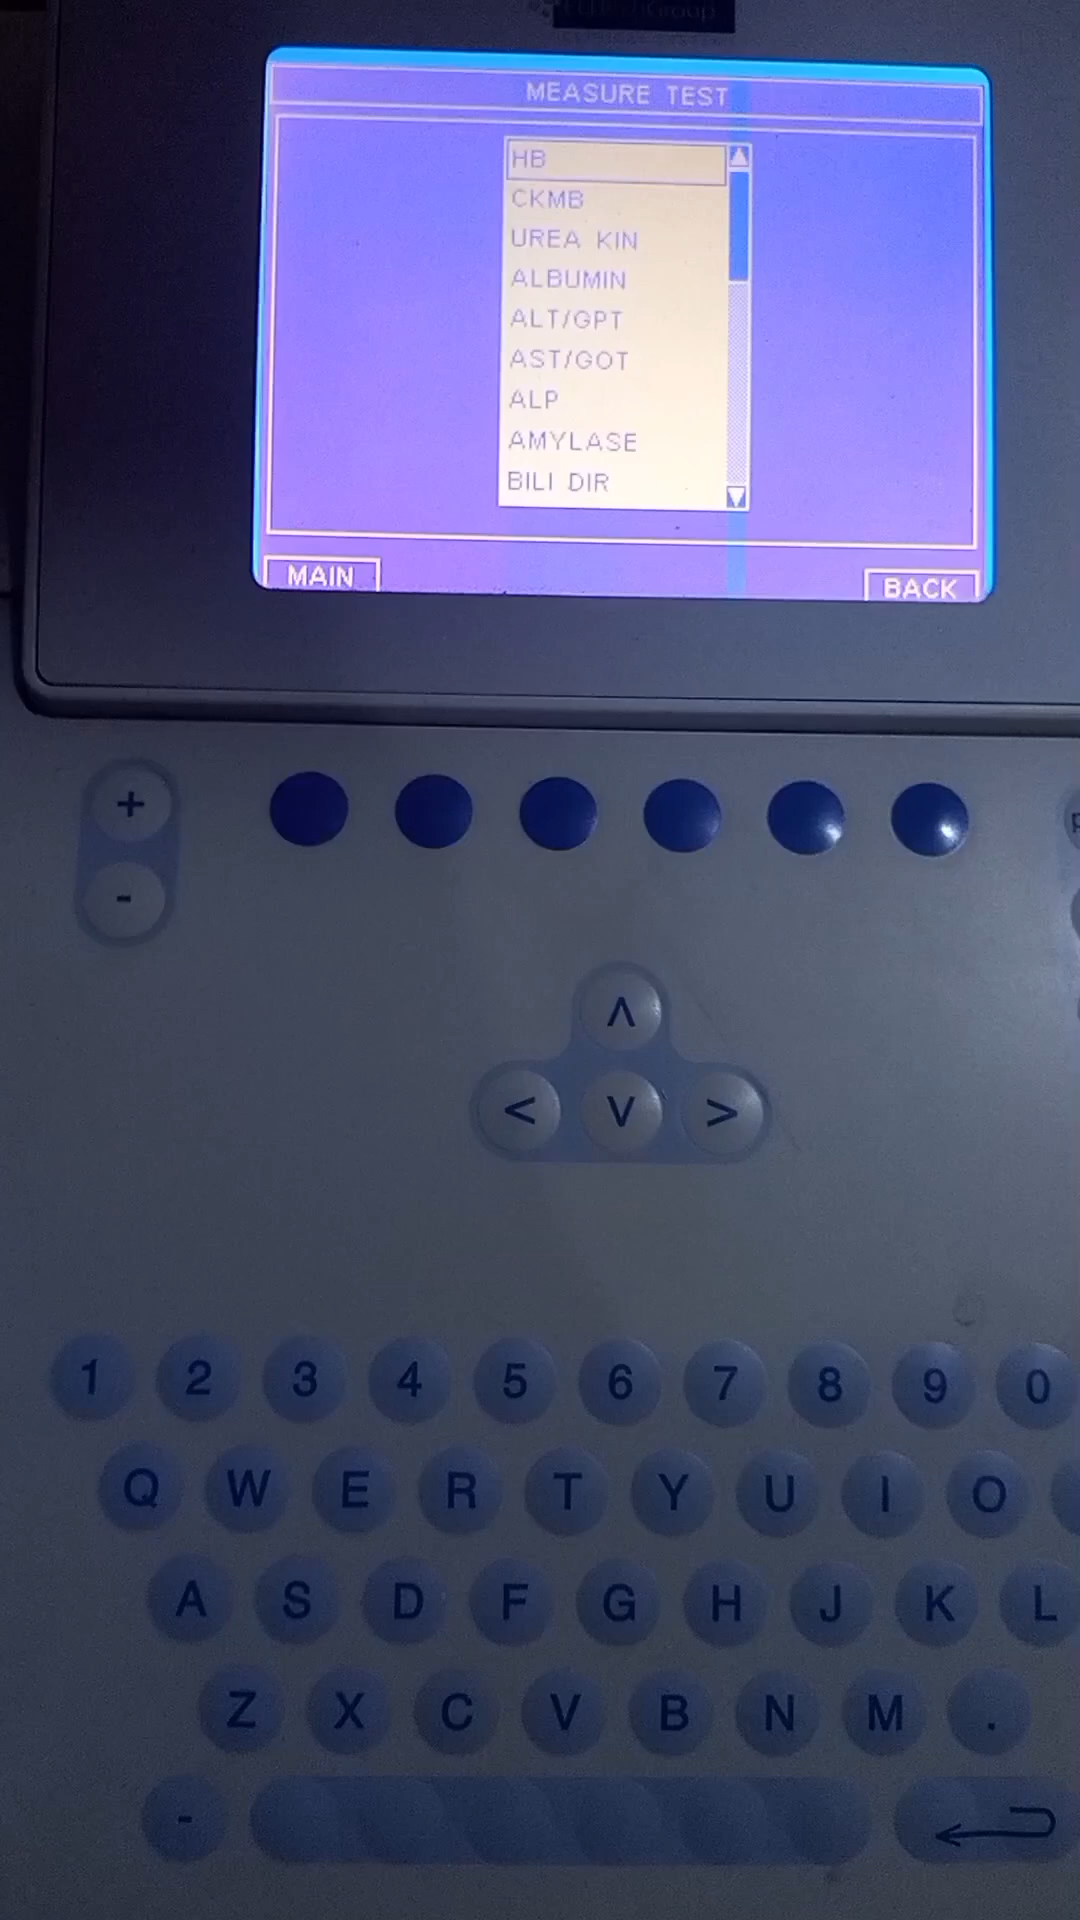 ELITechGroup
MEASURE TEST
HB
CKMB
UREA KIN
ALBUMIN
ALT/GPT
AST/GOT
ALP
AMYLASE
BILI DIR
MAIN
BACK
+
-
1 2 3 4 5 6 7 8 9 0
Q W E R T Y U I O
A S D F G H J K L
Z X C V B N M .
-